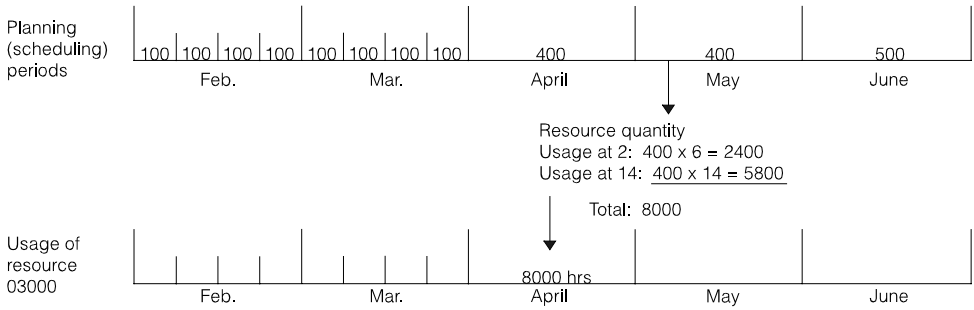 Planning
(scheduling)
periods
100 100 100 100 100 100 100 100 400 400 500
Feb. Mar. April May June
Resource quantity
Usage at 2: 400 x 6 = 2400
Usage at 14: 400 x 14 = 5800
Total: 8000
Usage of
resource
03000
8000 hrs
Feb. Mar. April May June